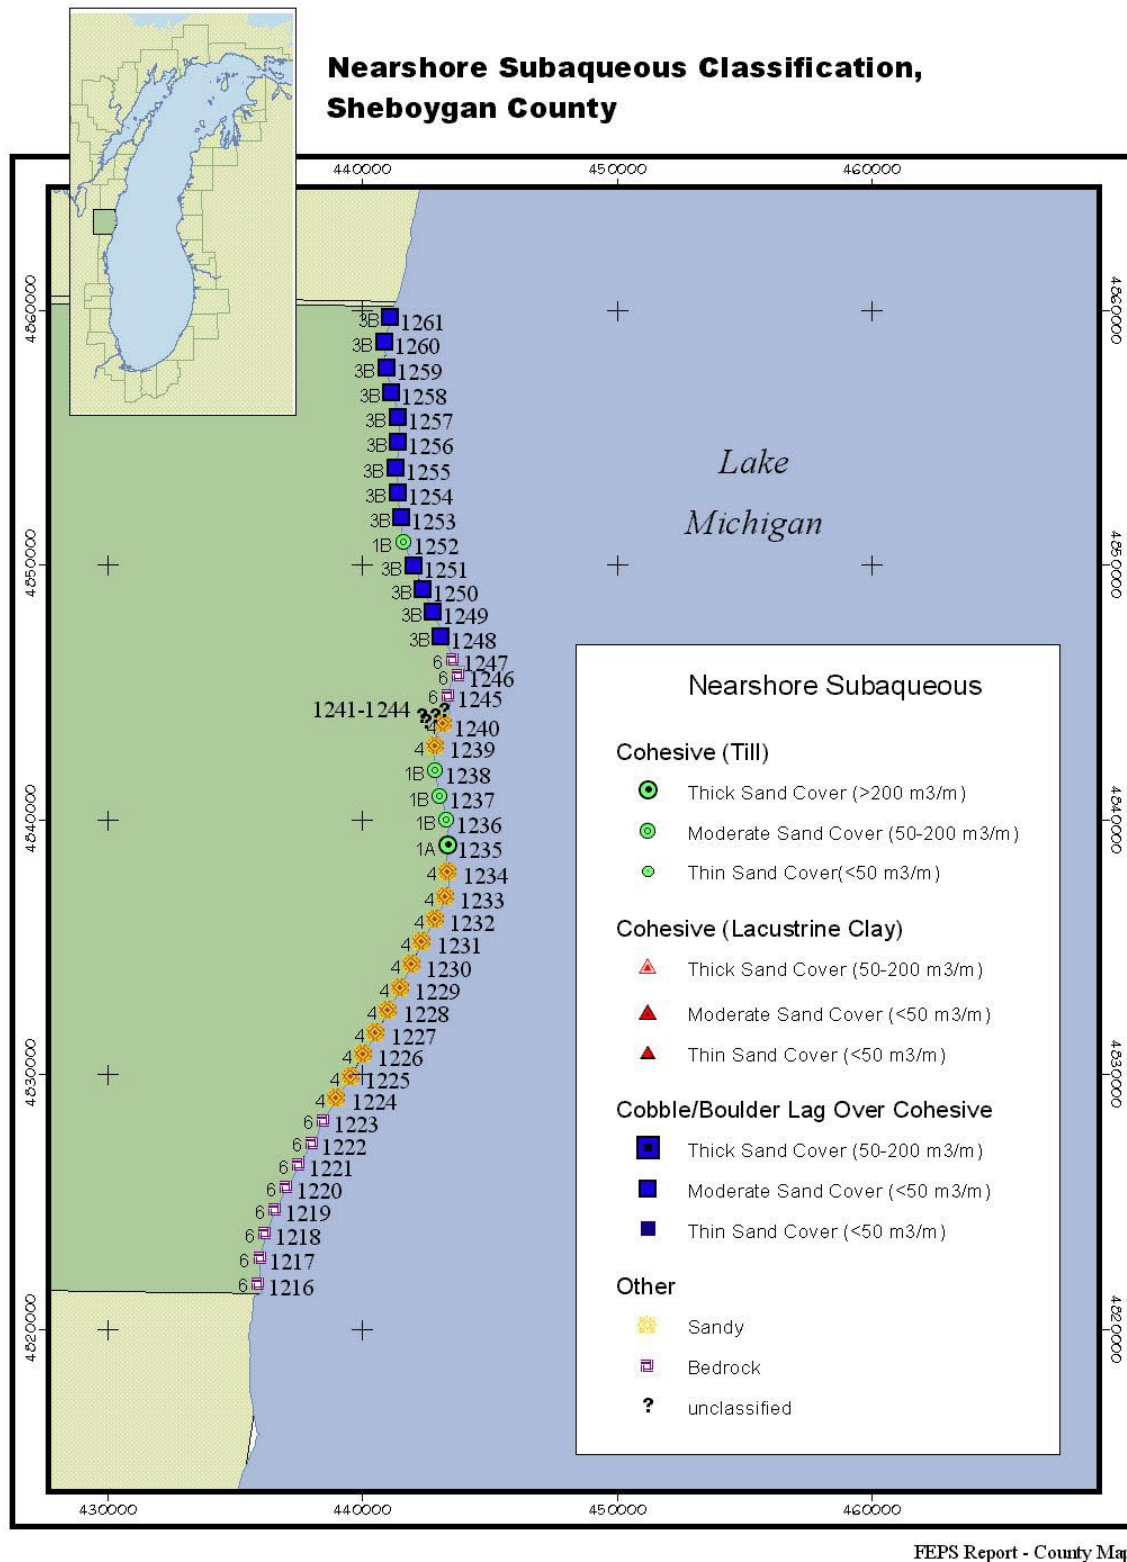 Nearshore Subaqueous Classification,
Sheboygan County
440000 450000 460000
4860000 4860000
3B 1261
3B 1260
3B 1259
3B 1258
3B 1257
3B 1256
3B 1255
3B 1254
3B 1253
1B 1252
3B 1251
3B 1250
3B 1249
3B 1248
6 1247
6 1246
6 1245
1241-1244 ? ? ? ?
4 1240
4 1239
1B 1238
1B 1237
1B 1236
1A 1235
4 1234
4 1233
4 1232
4 1231
4 1230
4 1229
4 1228
4 1227
4 1226
4 1225
4 1224
6 1223
6 1222
6 1221
6 1220
6 1219
6 1218
6 1217
6 1216
Lake
Michigan
4850000 4850000
4840000 4840000
4830000 4830000
4820000 4820000
Nearshore Subaqueous
Cohesive (Till)
Thick Sand Cover (>200 m3/m)
Moderate Sand Cover (50-200 m3/m)
Thin Sand Cover(<50 m3/m)
Cohesive (Lacustrine Clay)
Thick Sand Cover (50-200 m3/m)
Moderate Sand Cover (<50 m3/m)
Thin Sand Cover (<50 m3/m)
Cobble/Boulder Lag Over Cohesive
Thick Sand Cover (50-200 m3/m)
Moderate Sand Cover (<50 m3/m)
Thin Sand Cover (<50 m3/m)
Other
Sandy
Bedrock
? unclassified
430000 440000 450000 460000
FEPS Report - County Map